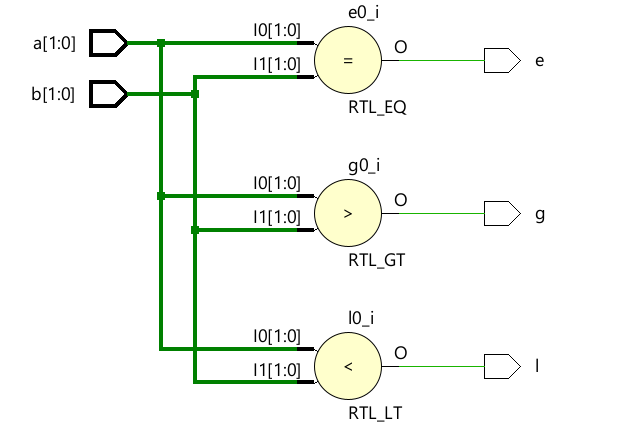 e0_i
I0[1:0]
a[1:0]
O
=
e
I1[1:0]
b[1:0]
RTL_EQ
g0_i
I0[1:0]
O
>
g
I1[1:0]
RTL_GT
l0_i
I0[1:0]
O
<
l
I1[1:0]
RTL_LT